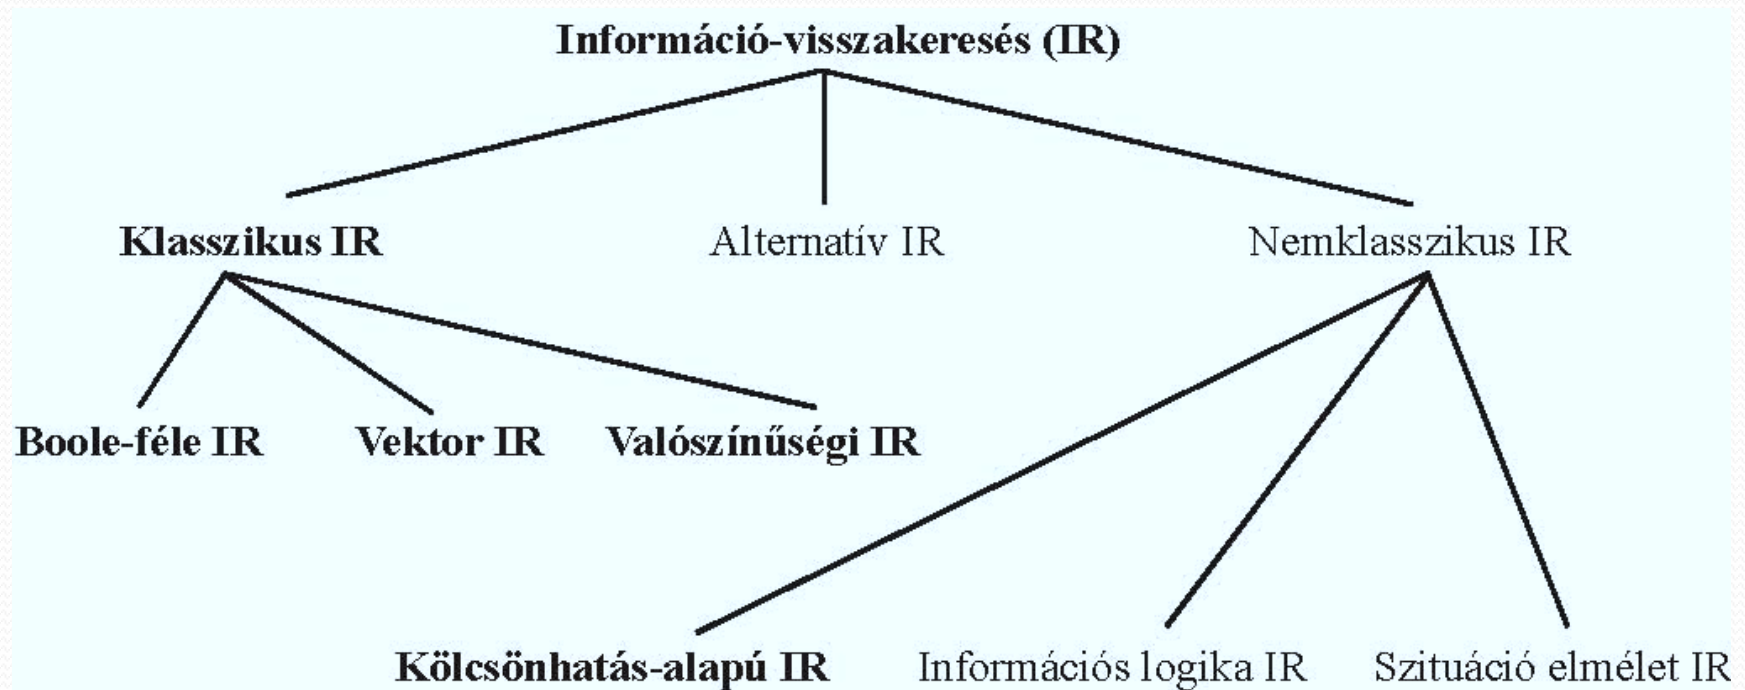 Információ-visszakeresés (IR)
Klasszikus IR
Alternatív IR
Nemklasszikus IR
Boole-féle IR
Vektor IR
Valószínűségi IR
Kölcsönhatás-alapú IR
Információs logika IR
Szituáció elmélet IR